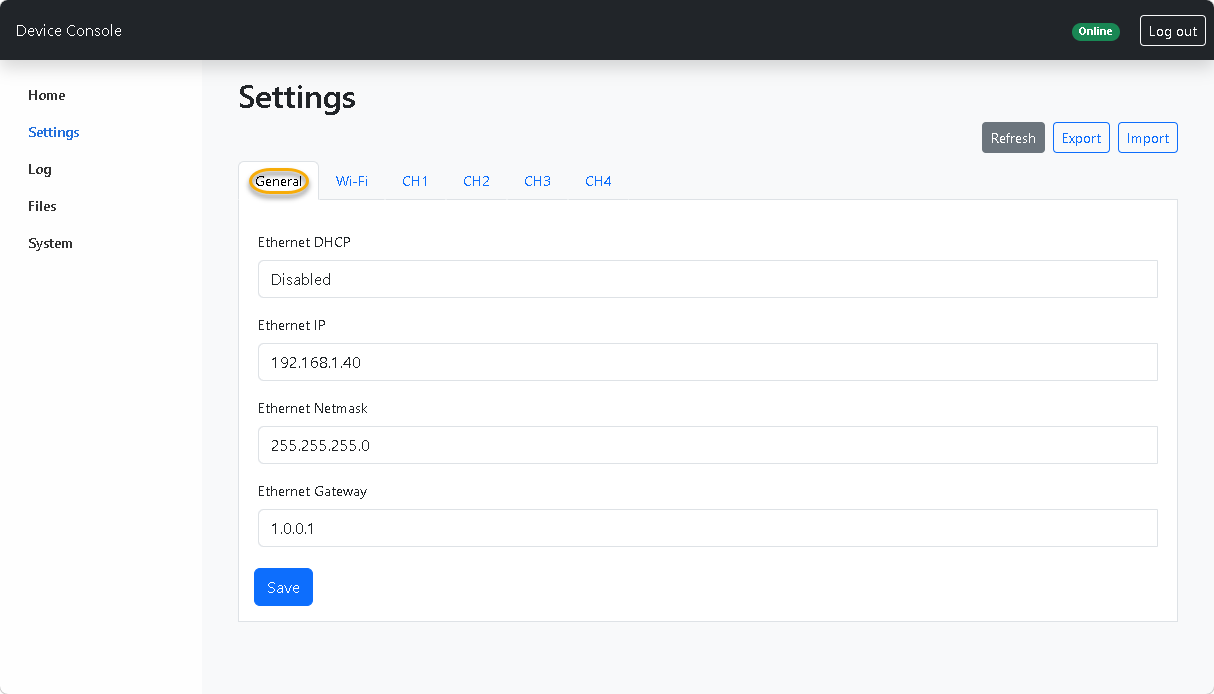 Device Console
Online
Log out
Home
Settings
Log
Files
System
Settings
Refresh
Export
Import
General
Wi-Fi
CH1
CH2
CH3
CH4
Ethernet DHCP
Disabled
Ethernet IP
192.168.1.40
Ethernet Netmask
255.255.255.0
Ethernet Gateway
1.0.0.1
Save